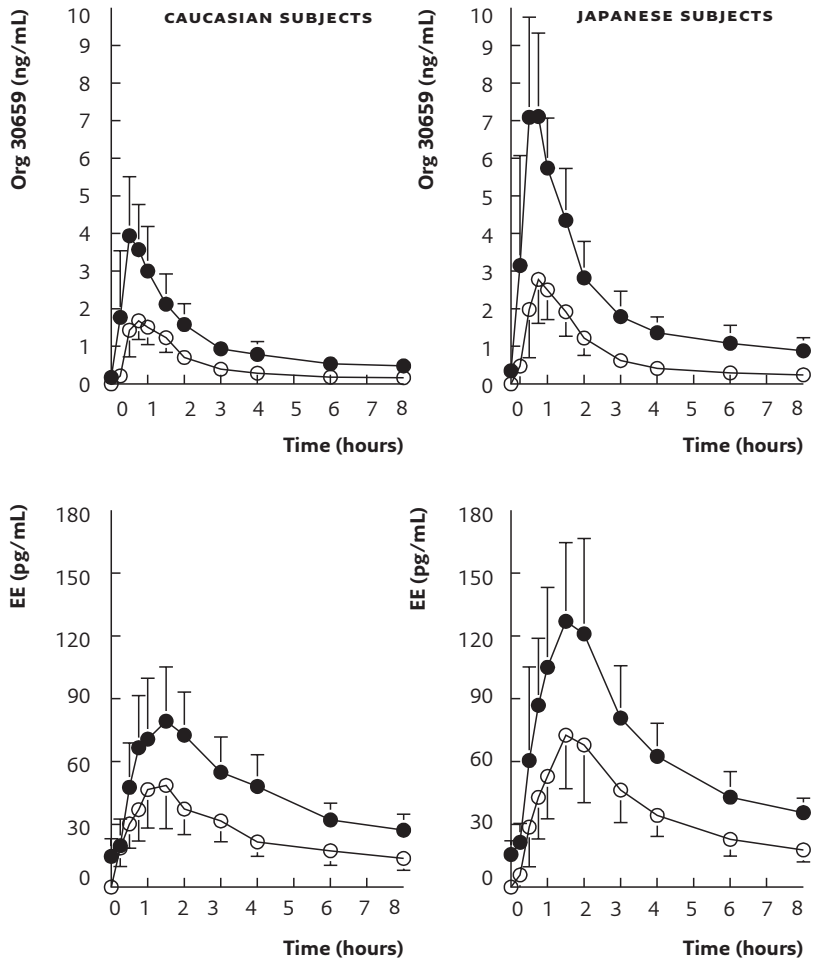 CAUCASIAN SUBJECTS
Org 30659 (ng/mL)
10
9
8
7
6
5
4
3
2
1
0
0 1 2 3 4 5 6 7 8
Time (hours)
JAPANESE SUBJECTS
Org 30659 (ng/mL)
10
9
8
7
6
5
4
3
2
1
0
0 1 2 3 4 5 6 7 8
Time (hours)
EE (pg/mL)
180
150
120
90
60
30
0
0 1 2 3 4 5 6 7 8
Time (hours)
EE (pg/mL)
180
150
120
90
60
30
0
0 1 2 3 4 5 6 7 8
Time (hours)